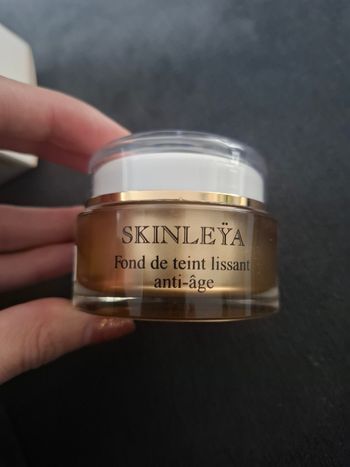 SKINLEŸA
Fond de teint lissant
anti-âge